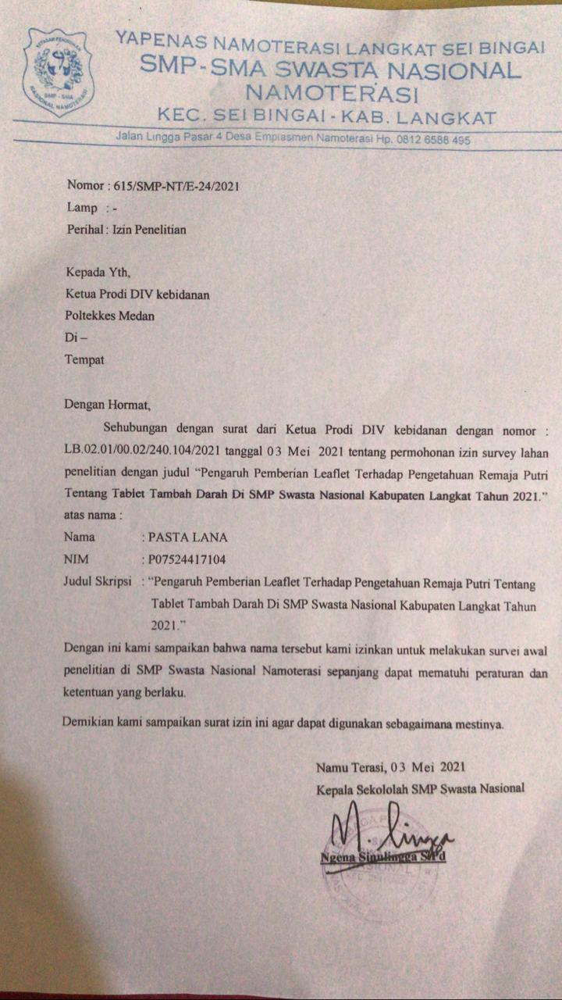 YAPENAS NAMOTERASI LANGKAT SEI BINGAI
SMP-SMA SWASTA NASIONAL
NAMOTERASI
KEC. SEI BINGAI - KAB. LANGKAT
Jalan Lingga Pasar 4 Desa Emplasmen Namoterasi Hp. 0812 6588 495
SMP - SMA
NASIONAL NAMOTERASI
Nomor : 615/SMP-NT/E-24/2021
Lamp : -
Perihal : Izin Penelitian
Kepada Yth,
Ketua Prodi DIV kebidanan
Poltekkes Medan
Di –
Tempat
Dengan Hormat,
Sehubungan dengan surat dari Ketua Prodi DIV kebidanan dengan nomor :
LB.02.01/00.02/240.104/2021 tanggal 03 Mei 2021 tentang permohonan izin survey lahan
penelitian dengan judul “Pengaruh Pemberian Leaflet Terhadap Pengetahuan Remaja Putri
Tentang Tablet Tambah Darah Di SMP Swasta Nasional Kabupaten Langkat Tahun 2021.”
atas nama :
Nama : PASTA LANA
NIM : P07524417104
Judul Skripsi : “Pengaruh Pemberian Leaflet Terhadap Pengetahuan Remaja Putri Tentang
Tablet Tambah Darah Di SMP Swasta Nasional Kabupaten Langkat Tahun
2021.”
Dengan ini kami sampaikan bahwa nama tersebut kami izinkan untuk melakukan survei awal
penelitian di SMP Swasta Nasional Namoterasi sepanjang dapat mematuhi peraturan dan
ketentuan yang berlaku.
Demikian kami sampaikan surat izin ini agar dapat digunakan sebagaimana mestinya.
Namu Terasi, 03 Mei 2021
Kepala Sekololah SMP Swasta Nasional
M. lingga
Ngena Sinulingga S.Pd